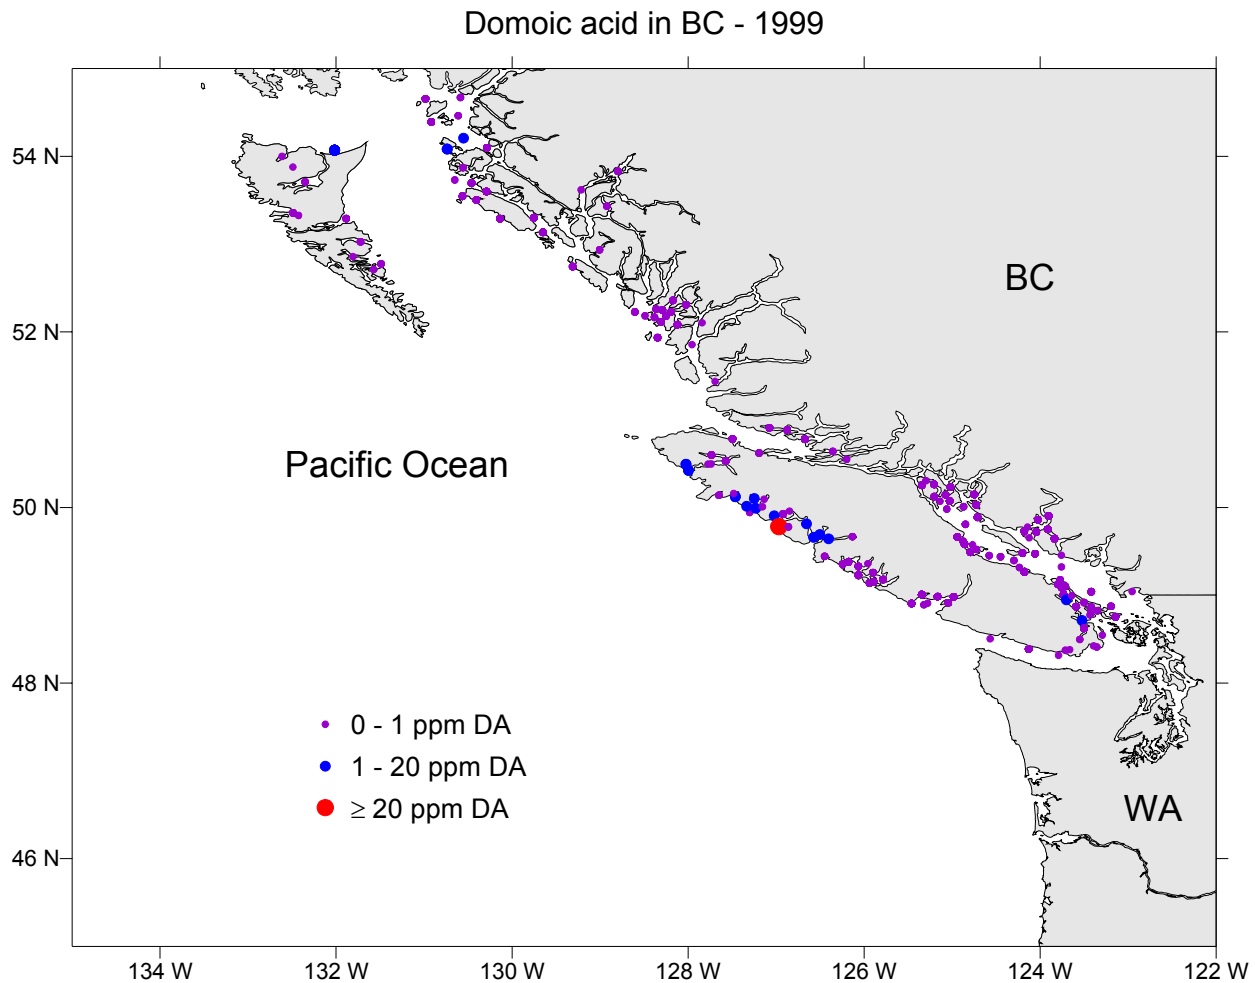 Domoic acid in BC - 1999
54 N
BC
52 N
Pacific Ocean
50 N
48 N
0 - 1 ppm DA
1 - 20 ppm DA
≥ 20 ppm DA
WA
46 N
134 W 132 W 130 W 128 W 126 W 124 W 122 W